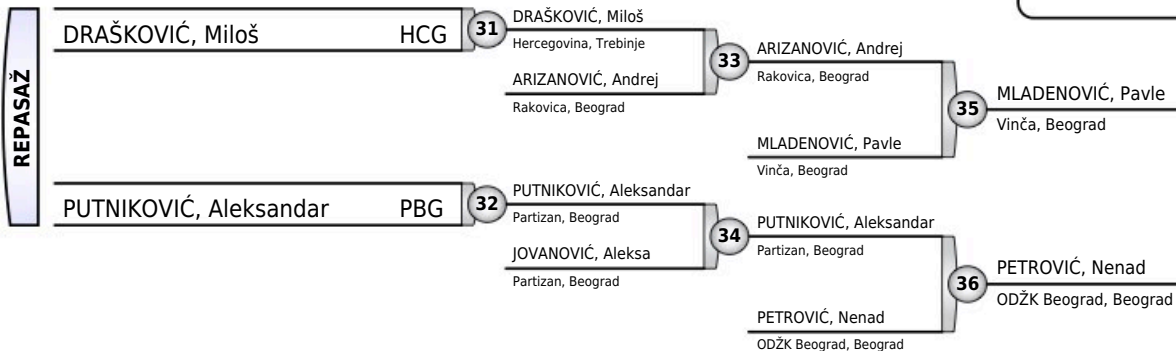 REPASAŽ
DRAŠKOVIĆ, Miloš HCG
31
DRAŠKOVIĆ, Miloš
Hercegovina, Trebinje
ARIZANOVIĆ, Andrej
Rakovica, Beograd
33
ARIZANOVIĆ, Andrej
Rakovica, Beograd
MLADENOVIĆ, Pavle
Vinča, Beograd
35
MLADENOVIĆ, Pavle
Vinča, Beograd
PUTNIKOVIĆ, Aleksandar PBG
32
PUTNIKOVIĆ, Aleksandar
Partizan, Beograd
JOVANOVIĆ, Aleksa
Partizan, Beograd
34
PUTNIKOVIĆ, Aleksandar
Partizan, Beograd
PETROVIĆ, Nenad
ODŽK Beograd, Beograd
36
PETROVIĆ, Nenad
ODŽK Beograd, Beograd